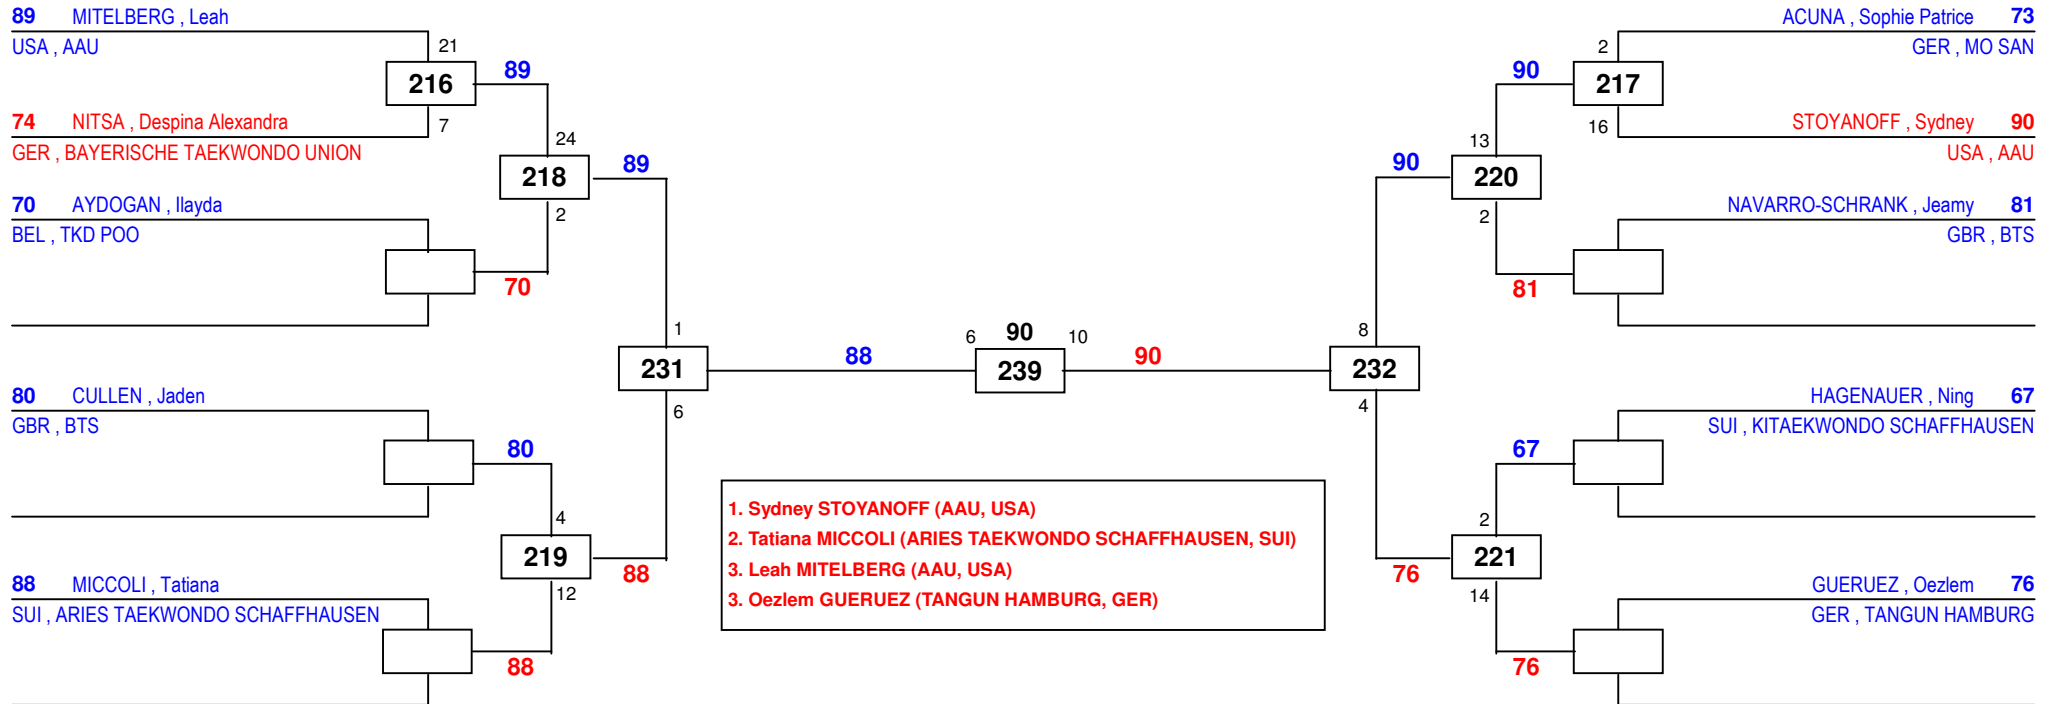 89 MITELBERG , Leah
USA , AAU
21
216
89
7
74 NITSA , Despina Alexandra
GER , BAYERISCHE TAEKWONDO UNION
24
218
89
2
70 AYDOGAN , Ilayda
BEL , TKD POO
70
1
231
88
6
80 CULLEN , Jaden
GBR , BTS
80
4
219
88
12
88 MICCOLI , Tatiana
SUI , ARIES TAEKWONDO SCHAFFHAUSEN
88
6 90 10
239
90
ACUNA , Sophie Patrice 73
GER , MO SAN
2
90
217
16
STOYANOFF , Sydney 90
USA , AAU
13
90
220
2
NAVARRO-SCHRANK , Jeamy 81
GBR , BTS
81
8
232
4
HAGENAUER , Ning 67
SUI , KITAEKWONDO SCHAFFHAUSEN
67
2
221
76
14
GUERUEZ , Oezlem 76
GER , TANGUN HAMBURG
76
1. Sydney STOYANOFF (AAU, USA)
2. Tatiana MICCOLI (ARIES TAEKWONDO SCHAFFHAUSEN, SUI)
3. Leah MITELBERG (AAU, USA)
3. Oezlem GUERUEZ (TANGUN HAMBURG, GER)